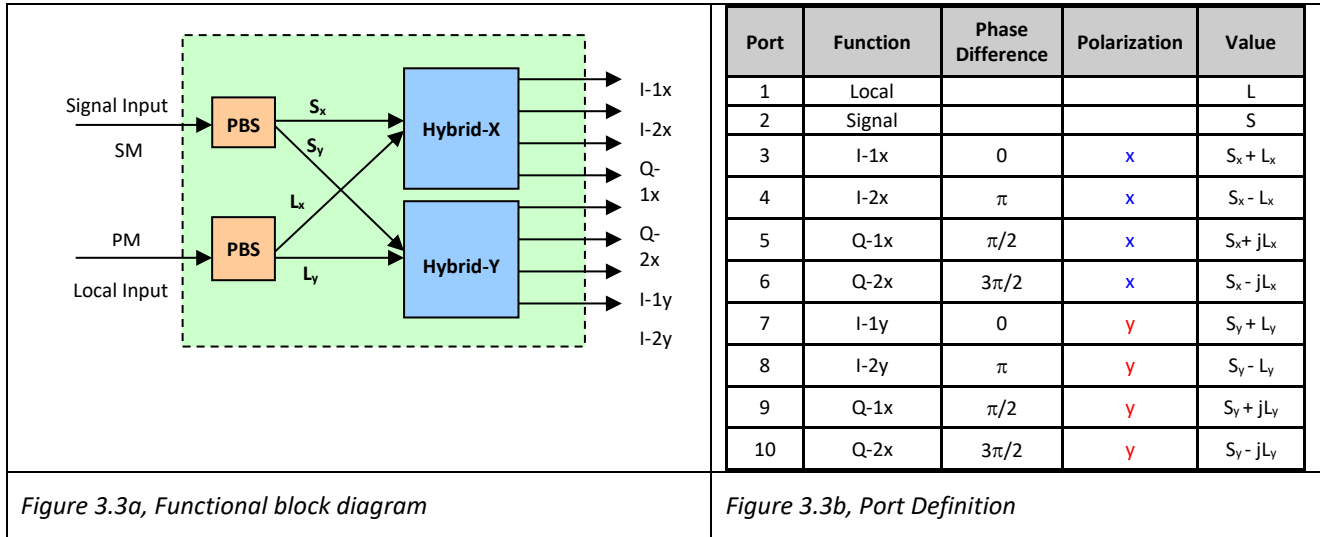 Signal Input
SM
PM
Local Input
PBS
PBS
Sx
Sy
Lx
Ly
Hybrid-X
Hybrid-Y
I-1x
I-2x
Q-
1x
Q-
2x
I-1y
I-2y
Figure 3.3a, Functional block diagram
Port Function Phase Difference Polarization Value
1 Local L
2 Signal S
3 I-1x 0 x Sx + Lx
4 I-2x π x Sx - Lx
5 Q-1x π/2 x Sx+ jLx
6 Q-2x 3π/2 x Sx - jLx
7 I-1y 0 y Sy + Ly
8 I-2y π y Sy - Ly
9 Q-1x π/2 y Sy + jLy
10 Q-2x 3π/2 y Sy - jLy
Figure 3.3b, Port Definition